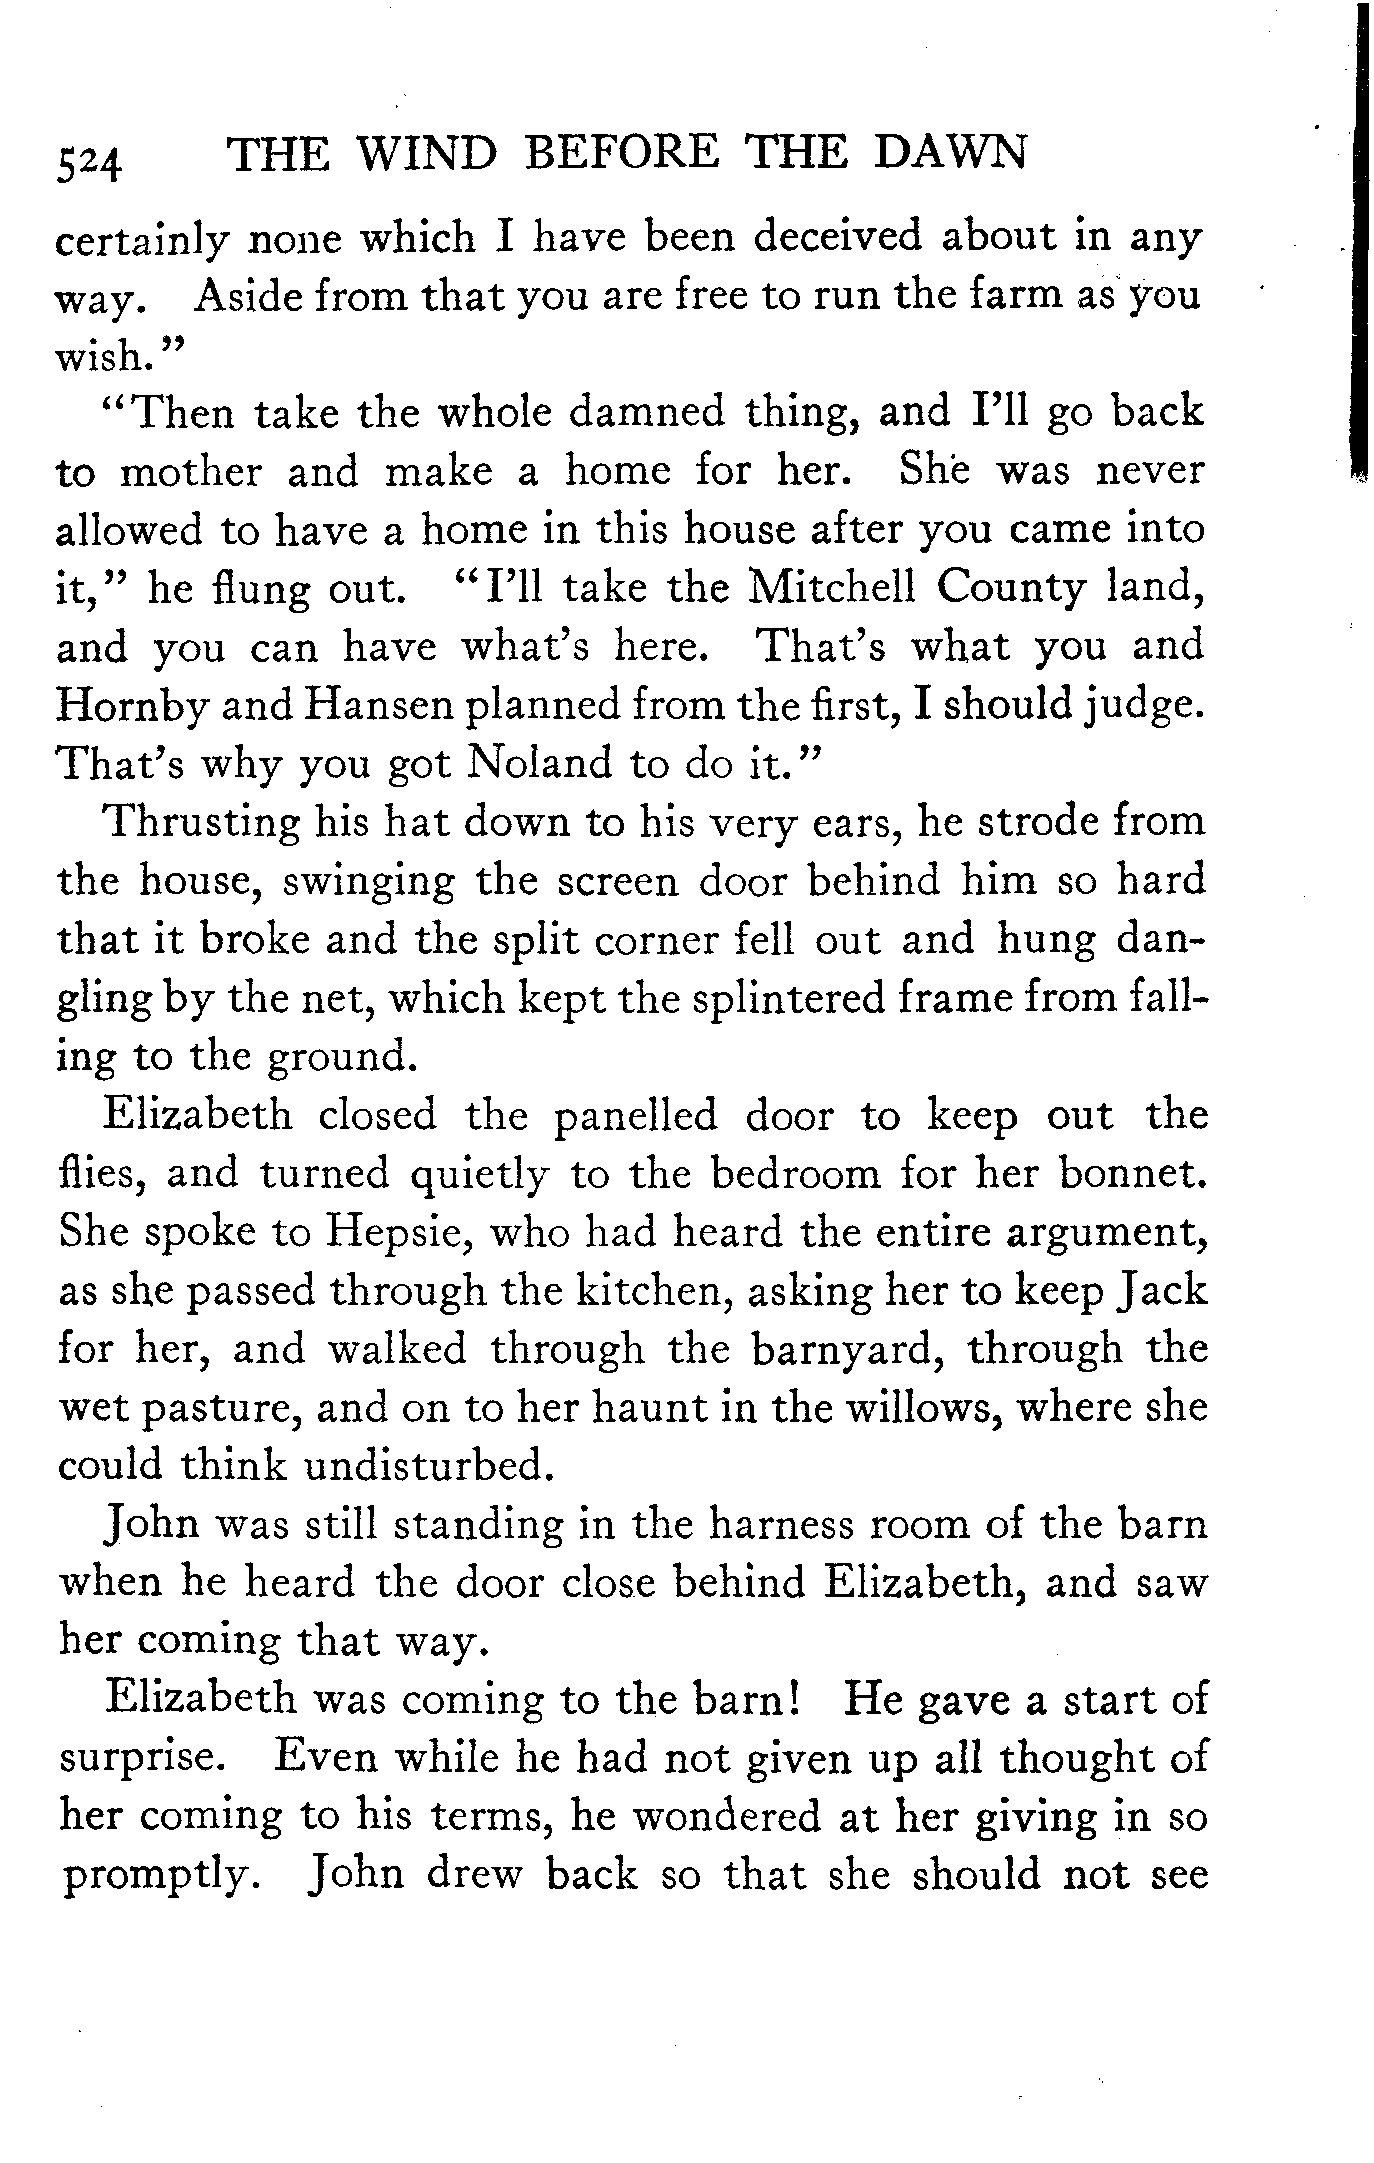 524 THE WIND BEFORE THE DAWN
certainly none which I have been deceived about in any
way. Aside from that you are free to run the farm as you
wish."
"Then take the whole damned thing, and I'll go back
to mother and make a home for her. She was never
allowed to have a home in this house after you came into
it," he flung out. "I'll take the Mitchell County land,
and you can have what's here. That's what you and
Hornby and Hansen planned from the first, I should judge.
That's why you got Noland to do it."
Thrusting his hat down to his very ears, he strode from
the house, swinging the screen door behind him so hard
that it broke and the split corner fell out and hung dan-
gling by the net, which kept the splintered frame from fall-
ing to the ground.
Elizabeth closed the panelled door to keep out the
flies, and turned quietly to the bedroom for her bonnet.
She spoke to Hepsie, who had heard the entire argument,
as she passed through the kitchen, asking her to keep Jack
for her, and walked through the barnyard, through the
wet pasture, and on to her haunt in the willows, where she
could think undisturbed.
John was still standing in the harness room of the barn
when he heard the door close behind Elizabeth, and saw
her coming that way.
Elizabeth was coming to the barn! He gave a start of
surprise. Even while he had not given up all thought of
her coming to his terms, he wondered at her giving in so
promptly. John drew back so that she should not see